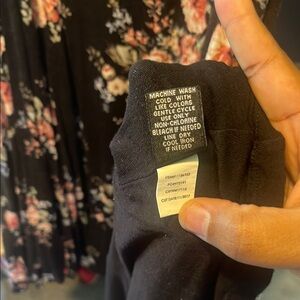 MACHINE WASH
COLD WITH
LIKE COLORS
GENTLE CYCLE
USE ONLY
NON-CHLORINE
BLEACH IF NEEDED
LINE DRY
COOL IRON
IF NEEDED